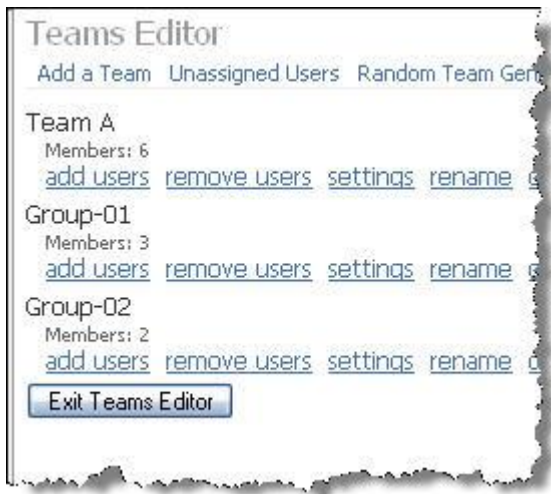 Teams Editor
Add a Team Unassigned Users Random Team Gen
Team A
Members: 6
add users remove users settings rename
Group-01
Members: 3
add users remove users settings rename
Group-02
Members: 2
add users remove users settings rename
Exit Teams Editor